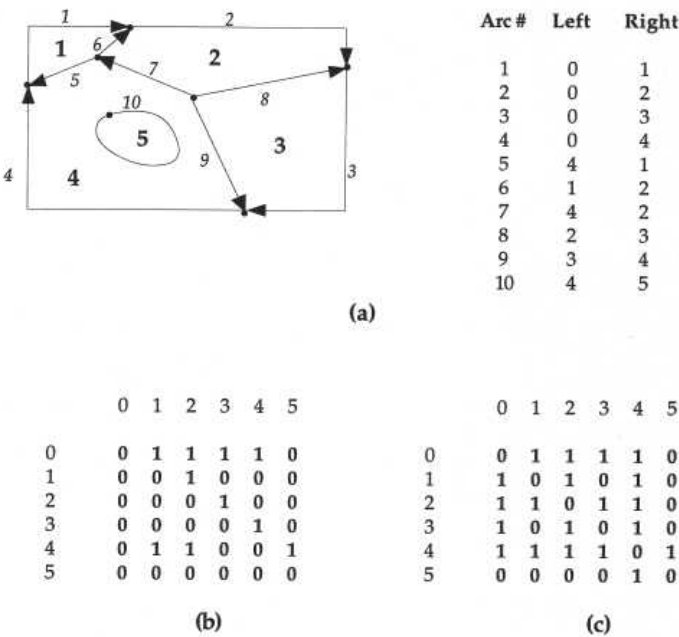 1 2
1 6 2
5 7 8
10
5 3
9
4 4 3
Arc # Left Right
1 0 1
2 0 2
3 0 3
4 0 4
5 4 1
6 1 2
7 4 2
8 2 3
9 3 4
10 4 5
(a)
0 1 2 3 4 5
0 0 1 1 1 1 0
1 0 0 1 0 0 0
2 0 0 0 1 0 0
3 0 0 0 0 1 0
4 0 1 1 0 0 1
5 0 0 0 0 0 0
(b)
0 1 2 3 4 5
0 0 1 1 1 1 0
1 1 0 1 0 1 0
2 1 1 0 1 1 0
3 1 0 1 0 1 0
4 1 1 1 1 0 1
5 0 0 0 0 1 0
(c)